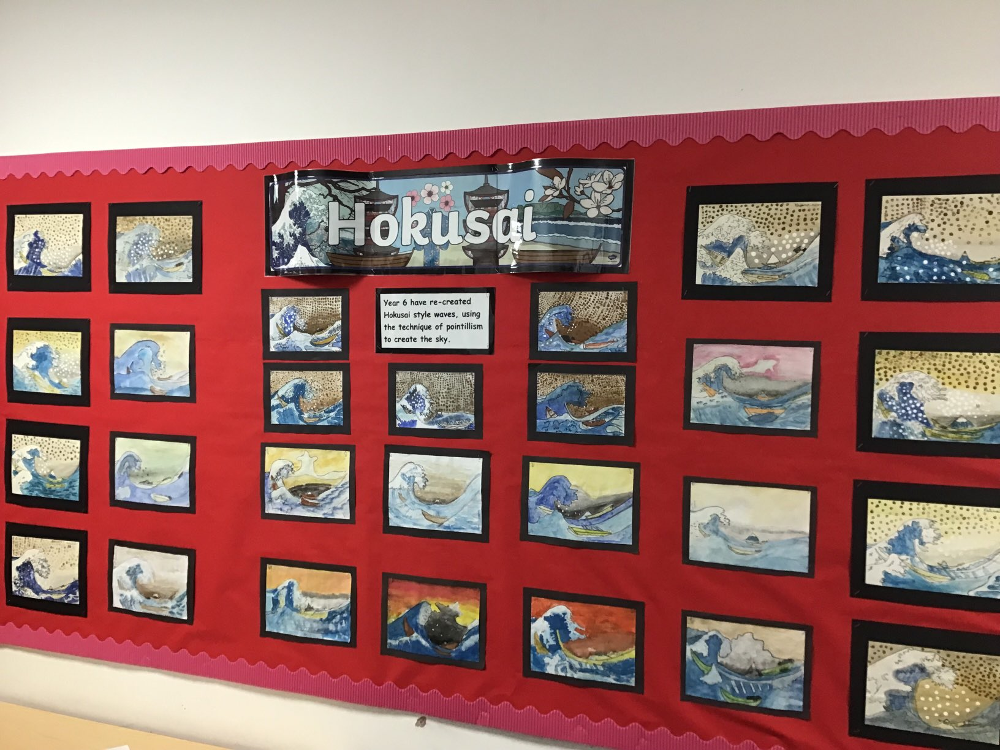 Hokusai
Year 6 have re-created
Hokusai style waves, using
the technique of pointillism
to create the sky.